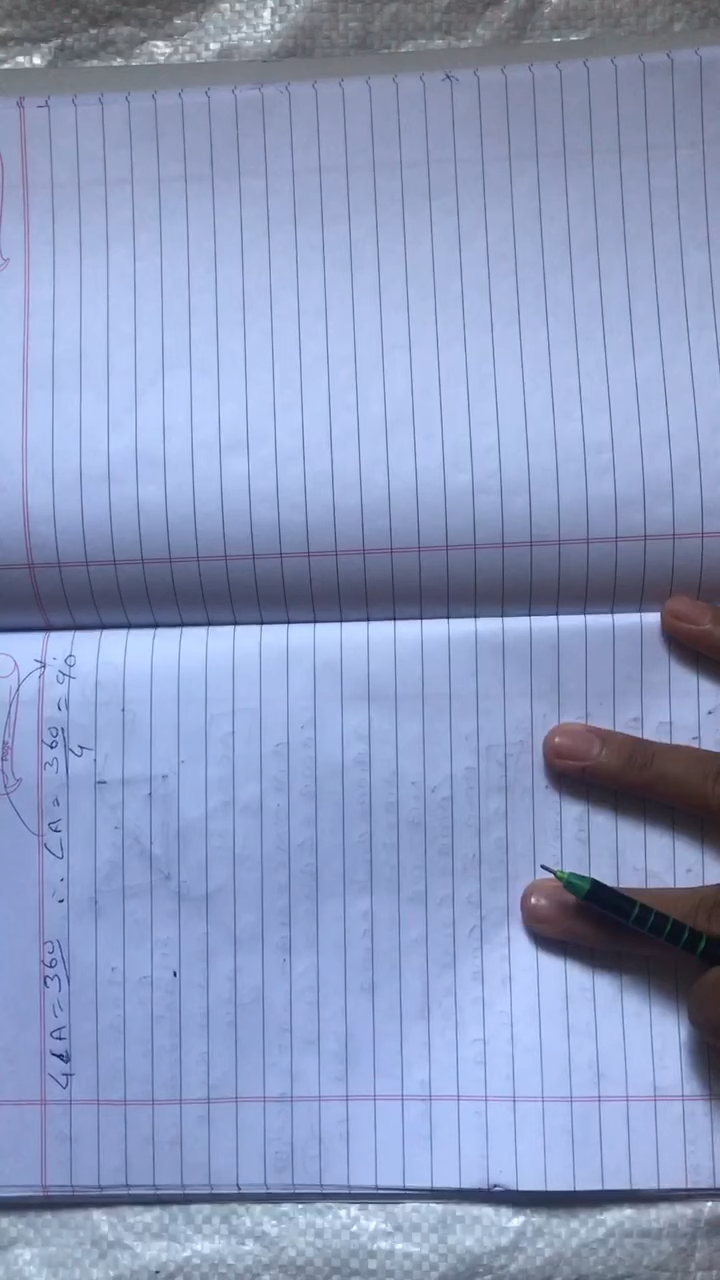 4∠A = 360 ∴ ∠A = 360/4 = 90